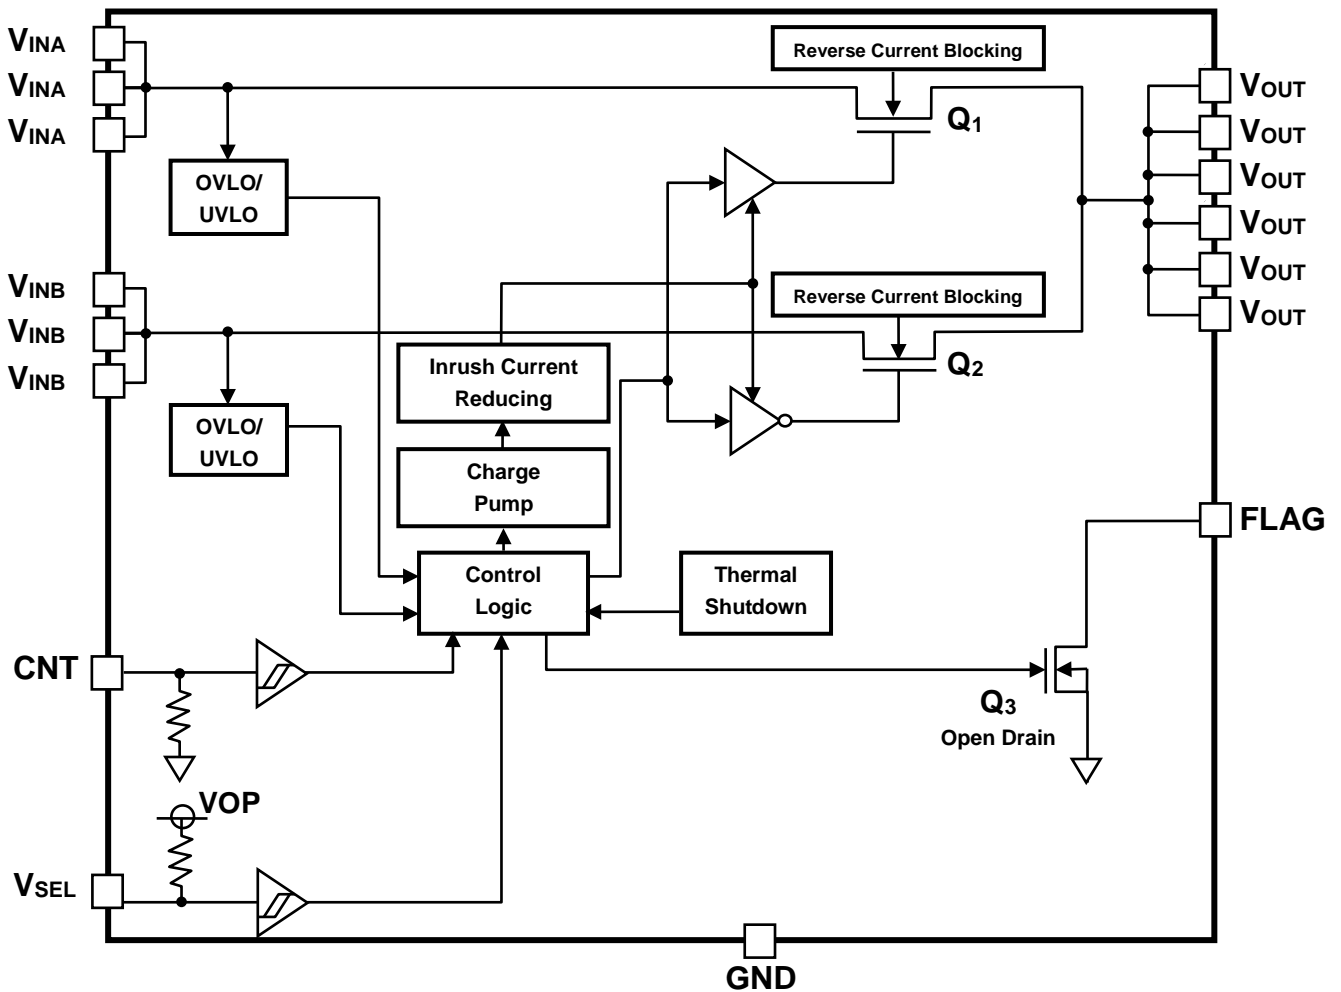 VINA
VINA
VINA
Reverse Current Blocking
Q1
VOUT
VOUT
VOUT
VOUT
VOUT
VOUT
OVLO/
UVLO
VINB
VINB
VINB
Reverse Current Blocking
Q2
Inrush Current
Reducing
OVLO/
UVLO
Charge
Pump
FLAG
Control
Logic
Thermal
Shutdown
CNT
Q3
Open Drain
VOP
VSEL
GND